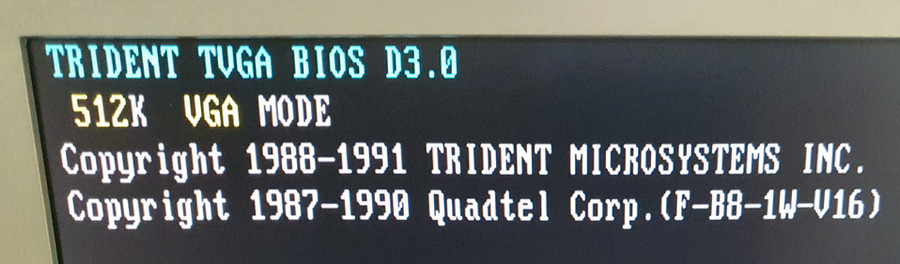 TRIDENT TVGA BIOS D3.0
512K VGA MODE
Copyright 1988-1991 TRIDENT MICROSYSTEMS INC.
Copyright 1987-1990 Quadtel Corp.(F-B8-1W-V16)